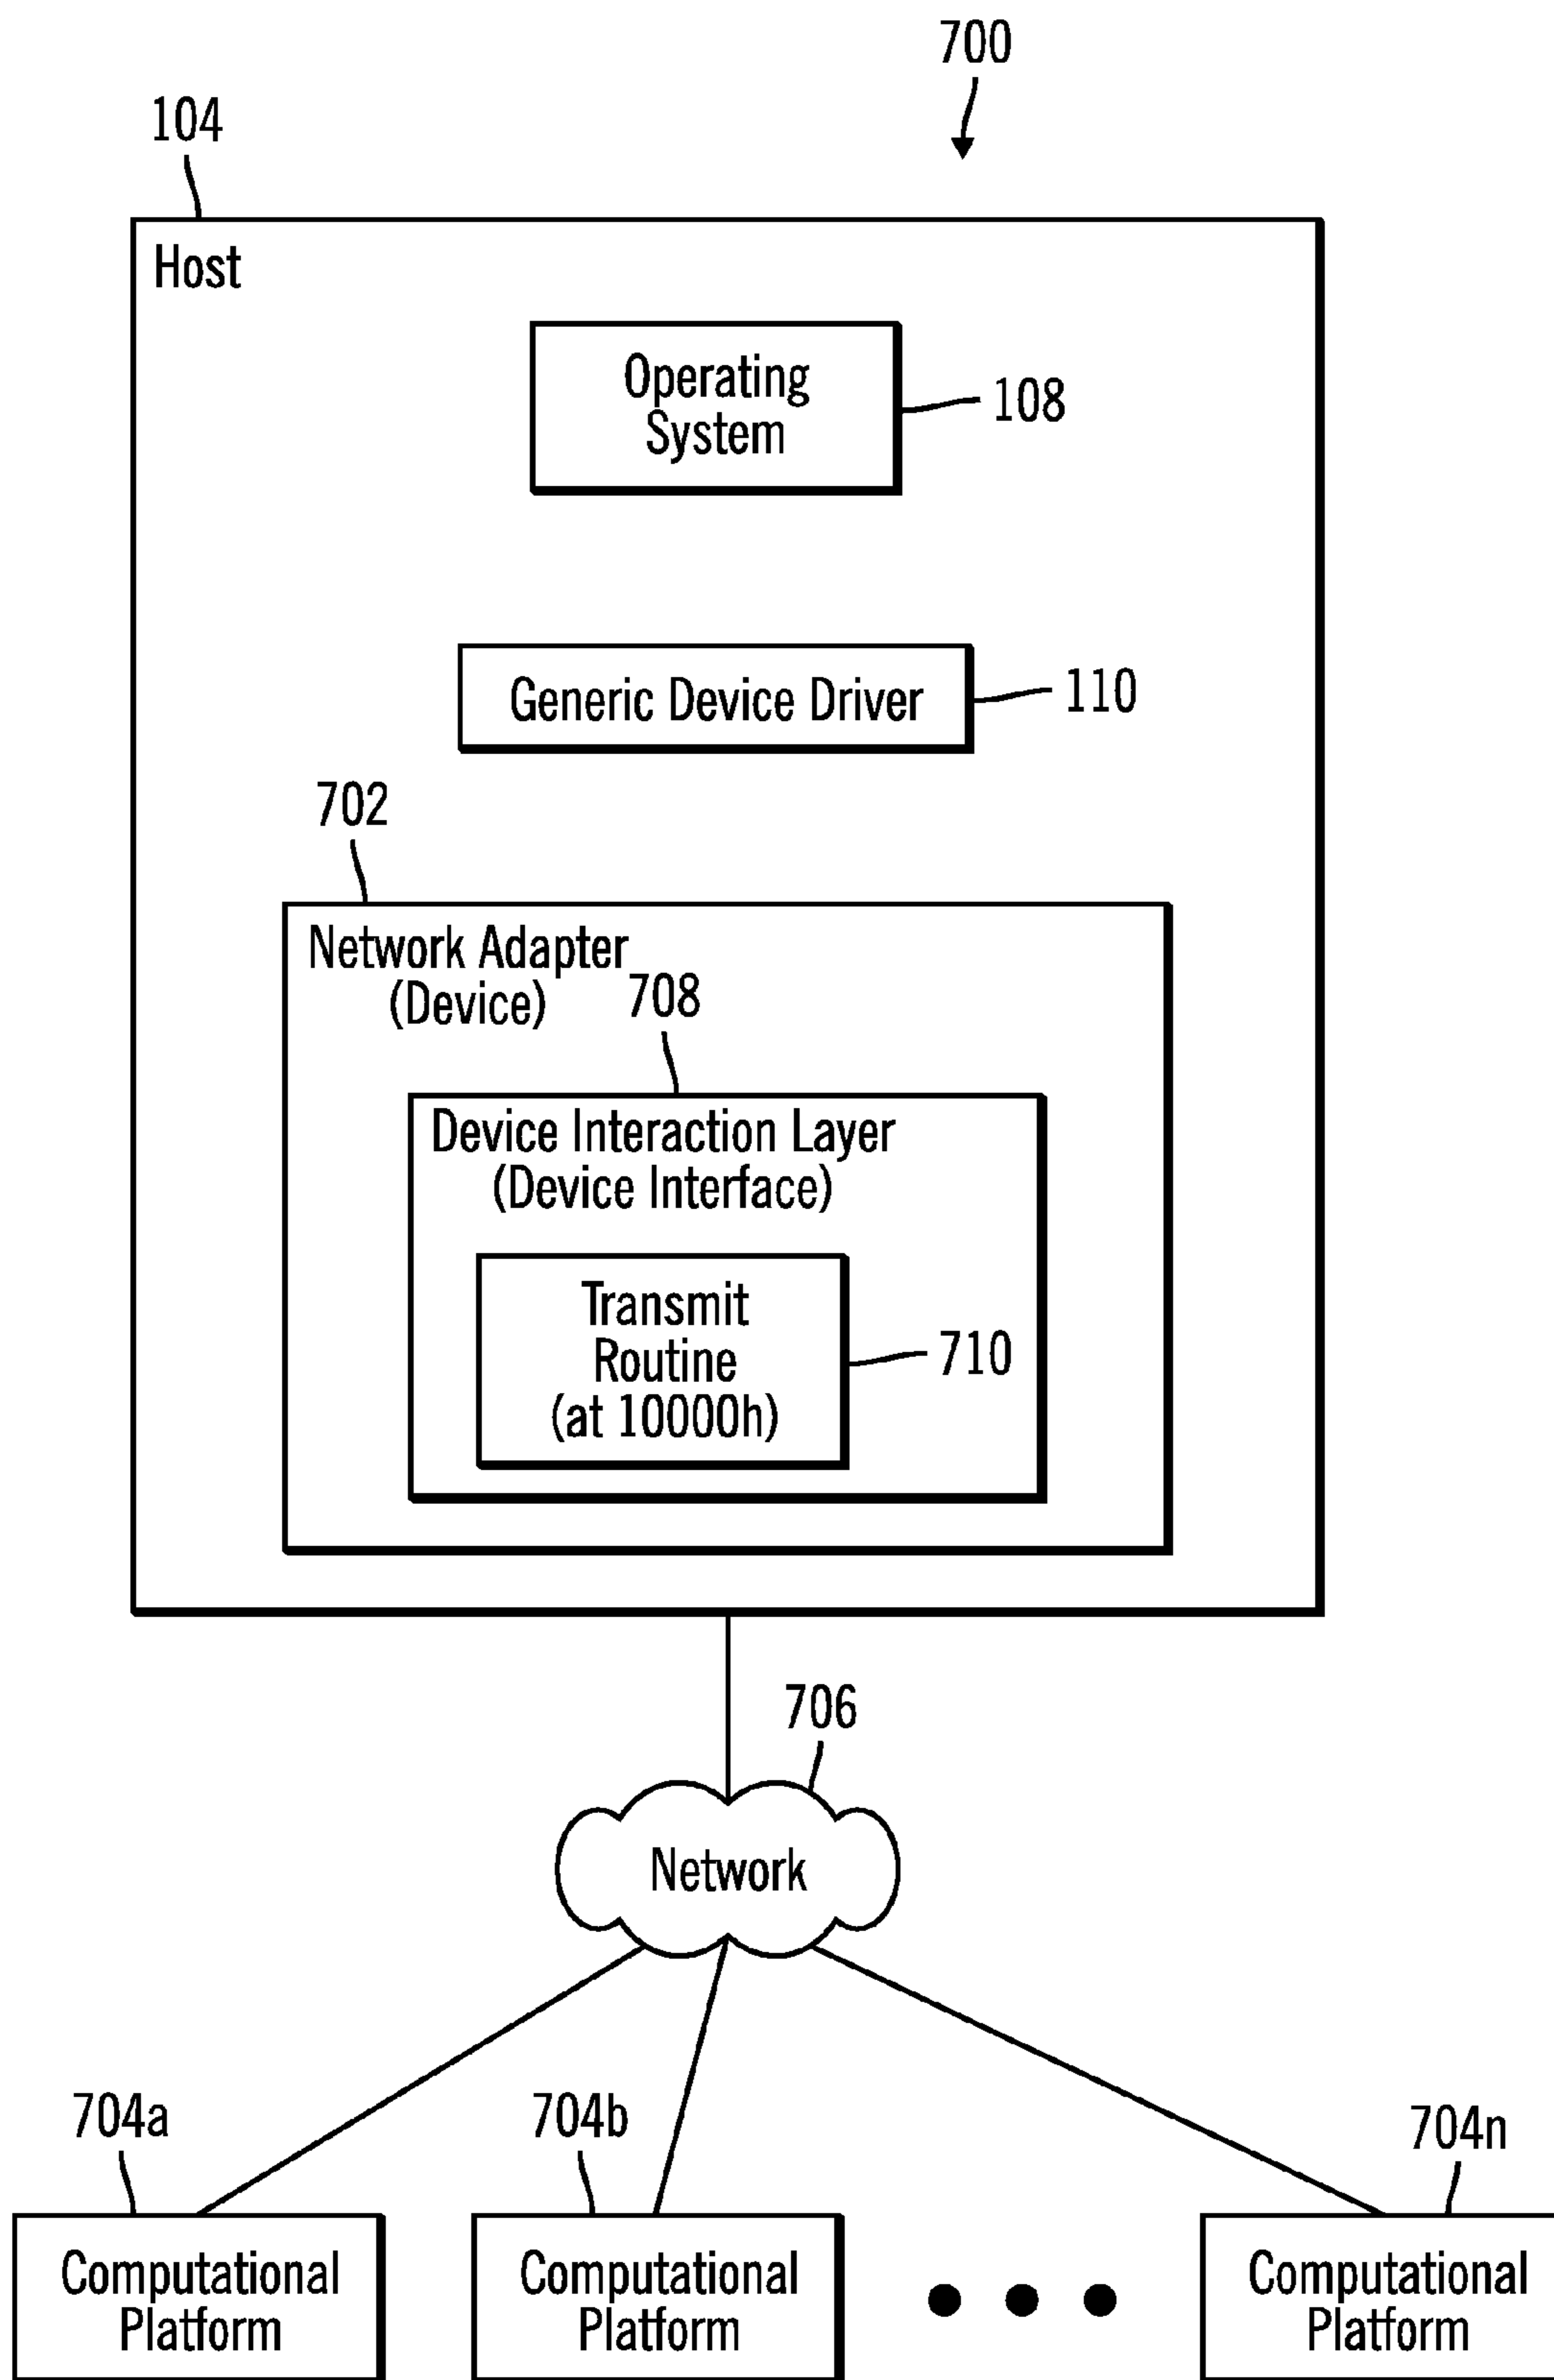 700
104
Host
Operating
System
108
Generic Device Driver
110
702
Network Adapter
(Device)
708
Device Interaction Layer
(Device Interface)
Transmit
Routine
(at 10000h)
710
706
Network
704a
704b
704n
Computational
Platform
Computational
Platform
Computational
Platform